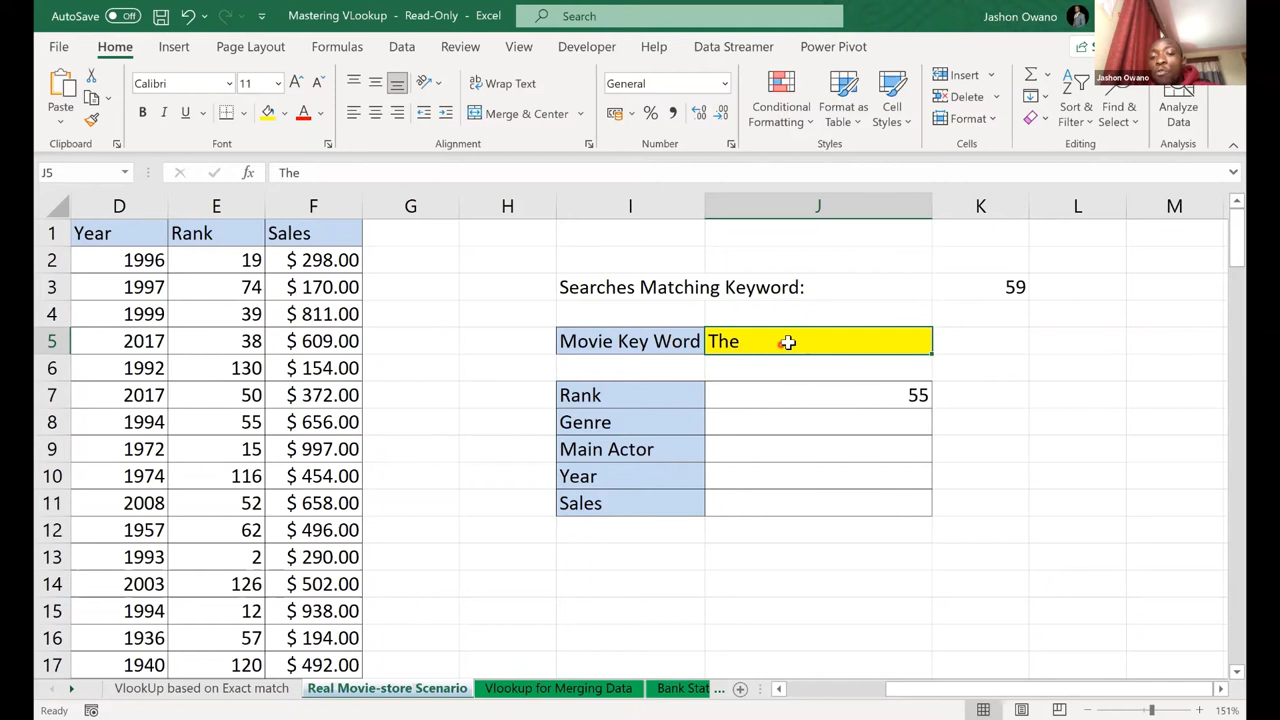 AutoSave Off Mastering VLookup - Read-Only - Excel Search Jashon Owano
File Home Insert Page Layout Formulas Data Review View Developer Help Data Streamer Power Pivot
Jashon Owano
Paste Calibri 11 Wrap Text General Conditional Formatting Format as Table Cell Styles Insert Sort & Filter Find & Select Analyze Data
B I U Merge & Center Delete
Format
Clipboard Font Alignment Number Styles Cells Editing Analysis
J5 fx The
D E F G H I J K L M
1 Year Rank Sales
2 1996 19 $ 298.00
3 1997 74 $ 170.00 Searches Matching Keyword: 59
4 1999 39 $ 811.00
5 2017 38 $ 609.00 Movie Key Word The
6 1992 130 $ 154.00
7 2017 50 $ 372.00 Rank 55
8 1994 55 $ 656.00 Genre
9 1972 15 $ 997.00 Main Actor
10 1974 116 $ 454.00 Year
11 2008 52 $ 658.00 Sales
12 1957 62 $ 496.00
13 1993 2 $ 290.00
14 2003 126 $ 502.00
15 1994 12 $ 938.00
16 1936 57 $ 194.00
17 1940 120 $ 492.00
VlookUp based on Exact match Real Movie-store Scenario Vlookup for Merging Data Bank Stat ...
Ready 151%